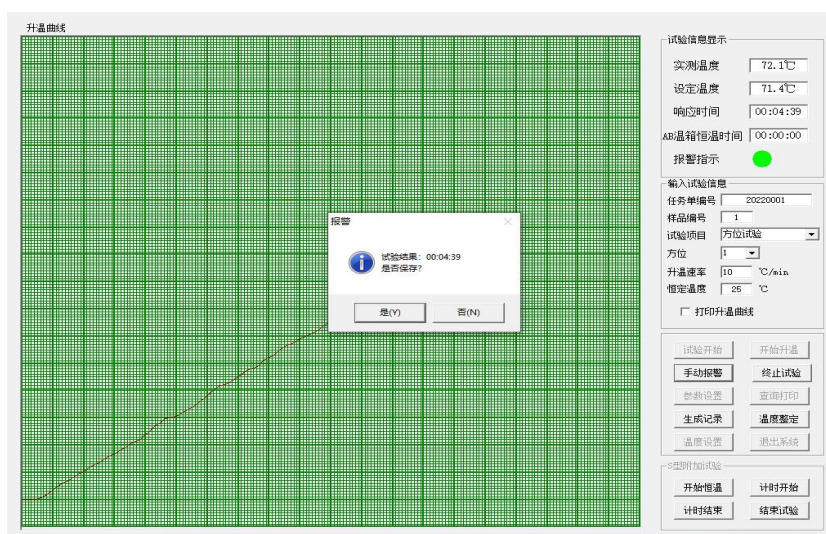 升温曲线
试验信息显示
实测温度 72.1℃
设定温度 71.4℃
响应时间 00:04:39
AB温箱恒温时间 00:00:00
报警指示
输入试验信息
任务单编号 20220001
样品编号 1
试验项目 方位试验
方位 1
升温速率 10 ℃/min
恒定温度 25 ℃
打印升温曲线
报警
试验结果：00:04:39
是否保存？
是(Y) 否(N)
试验开始 开始升温
手动报警 终止试验
参数设置 查询打印
生成记录 温度整定
温度设置 退出系统
S型附加试验
开始恒温 计时开始
计时结束 结束试验